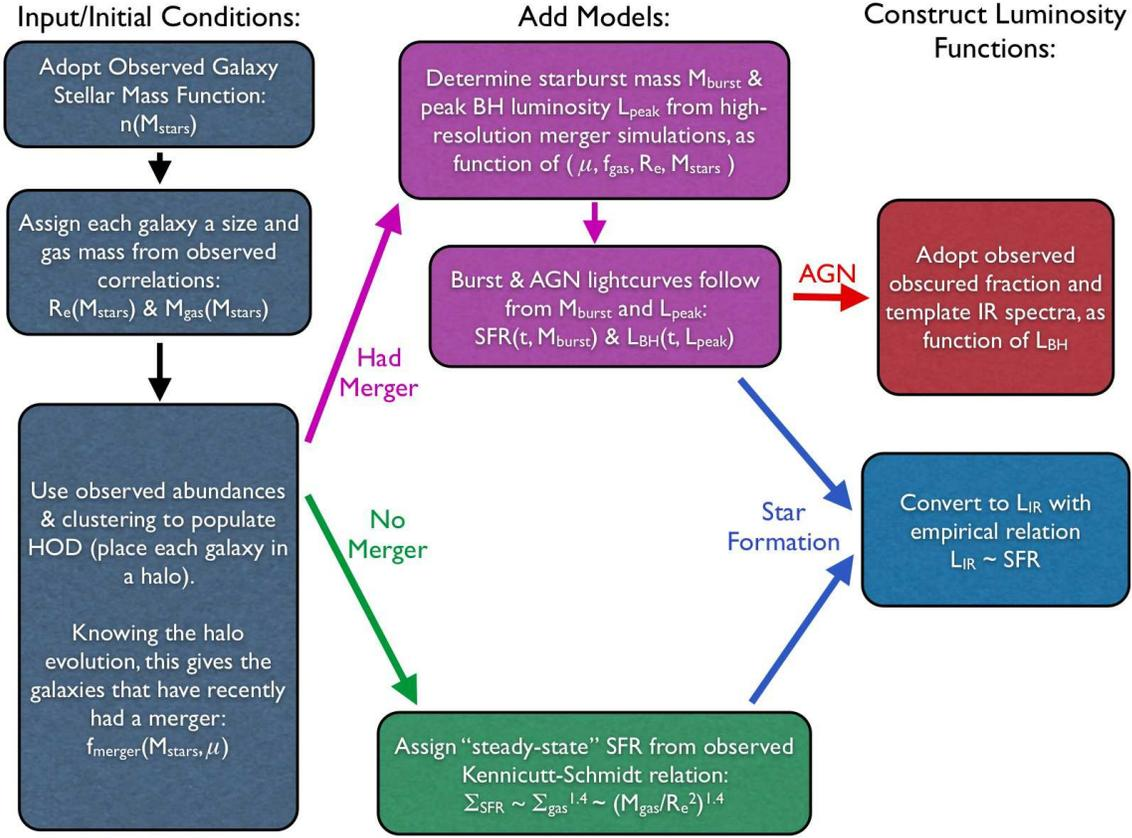 Input/Initial Conditions:
Adopt Observed Galaxy
Stellar Mass Function:
n(Mstars)
Assign each galaxy a size and
gas mass from observed
correlations:
Re(Mstars) & Mgas(Mstars)
Use observed abundances
& clustering to populate
HOD (place each galaxy in
a halo).
Knowing the halo
evolution, this gives the
galaxies that have recently
had a merger:
fmerger(Mstars, μ)
Had
Merger
No
Merger
Add Models:
Determine starburst mass Mburst &
peak BH luminosity Lpeak from high-
resolution merger simulations, as
function of ( μ, fgas, Re, Mstars )
Burst & AGN lightcurves follow
from Mburst and Lpeak:
SFR(t, Mburst) & LBH(t, Lpeak)
Assign “steady-state” SFR from observed
Kennicutt-Schmidt relation:
ΣSFR ~ Σgas^1.4 ~ (Mgas/Re^2)^1.4
AGN
Star
Formation
Construct Luminosity
Functions:
Adopt observed
obscured fraction and
template IR spectra, as
function of LBH
Convert to LIR with
empirical relation
LIR ~ SFR